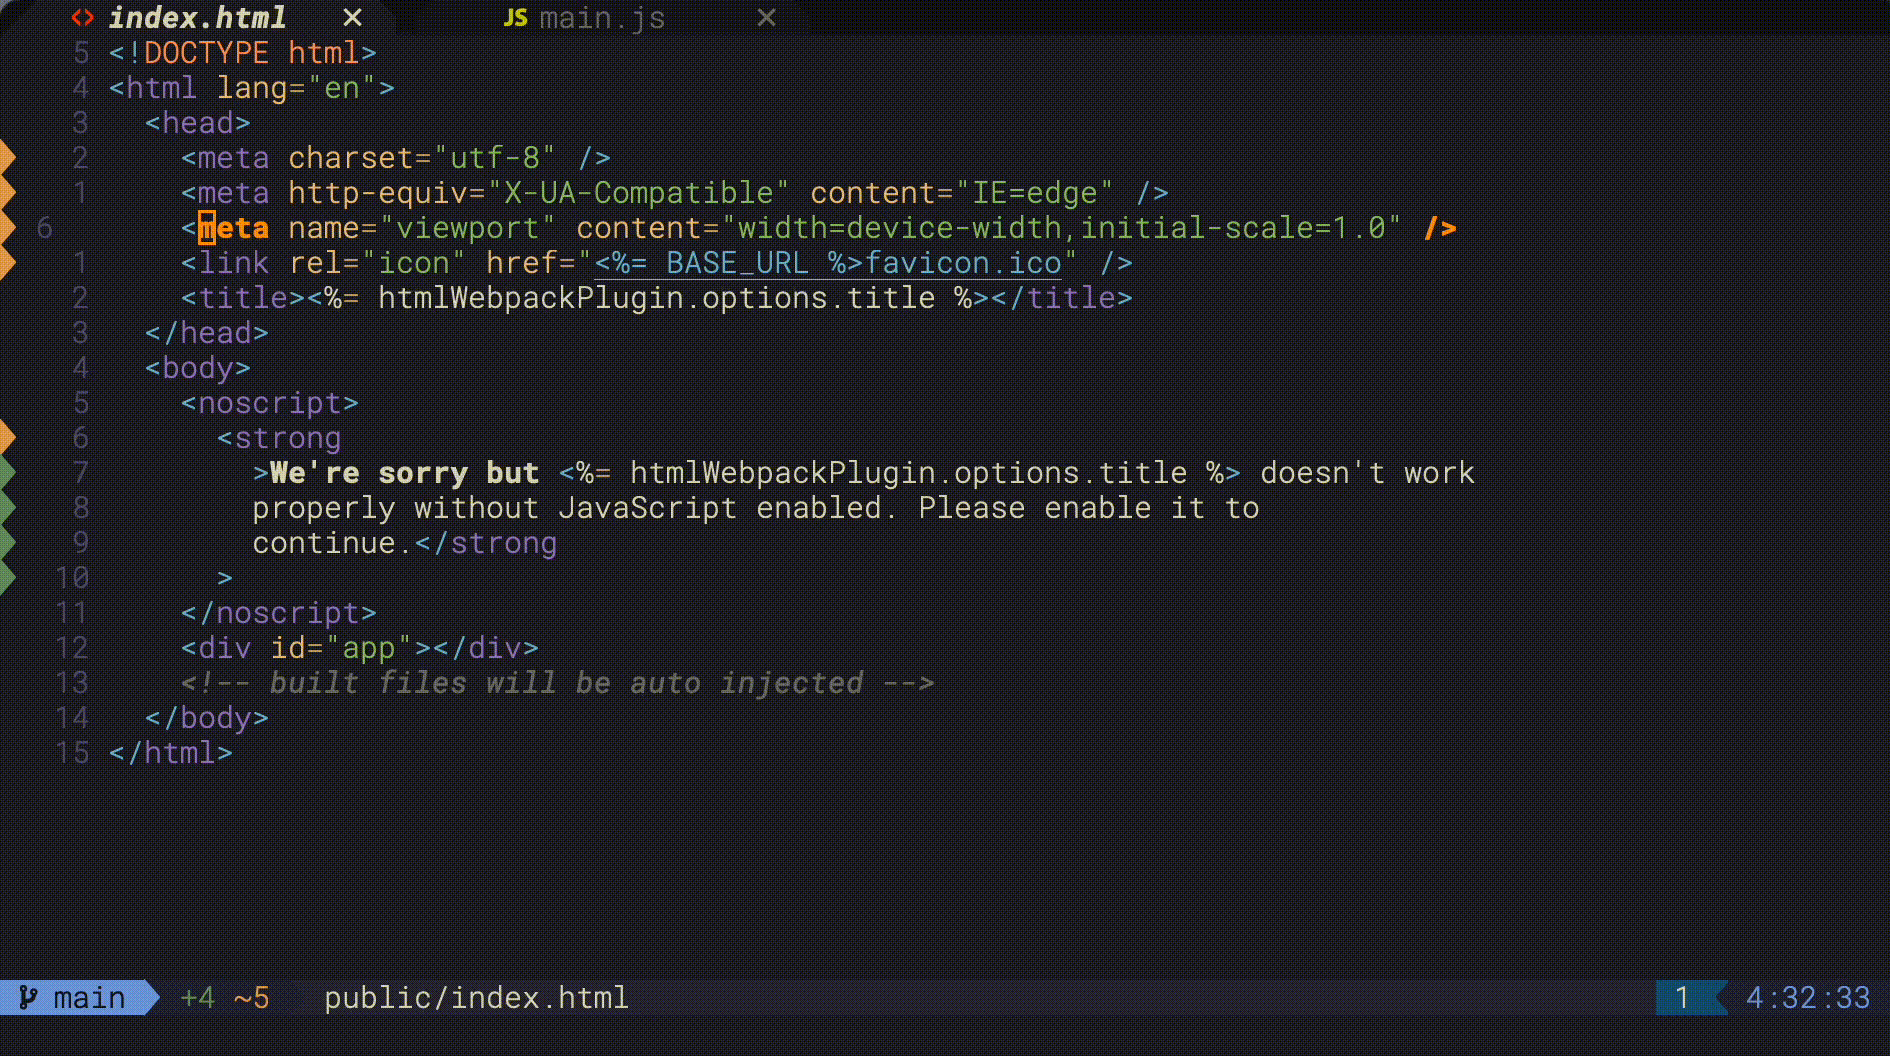 <> index.html ✕ JS main.js ✕
5 <!DOCTYPE html>
4 <html lang="en">
3 <head>
2 <meta charset="utf-8" />
1 <meta http-equiv="X-UA-Compatible" content="IE=edge" />
6 <meta name="viewport" content="width=device-width,initial-scale=1.0" />
1 <link rel="icon" href="<%= BASE_URL %>favicon.ico" />
2 <title><%= htmlWebpackPlugin.options.title %></title>
3 </head>
4 <body>
5 <noscript>
6 <strong
7 >We're sorry but <%= htmlWebpackPlugin.options.title %> doesn't work
8 properly without JavaScript enabled. Please enable it to
9 continue.</strong
10 >
11 </noscript>
12 <div id="app"></div>
13 <!-- built files will be auto injected -->
14 </body>
15 </html>
main +4 ~5 public/index.html 1 4:32:33